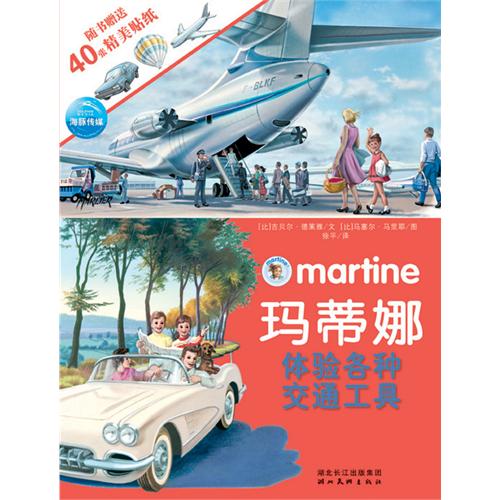 随书赠送
40张精美贴纸
海豚传媒
F-BLKF
MARLIER
[比]吉贝尔·德莱雅/文 [比]马塞尔·马里耶/图
徐平/译
martine
martine
玛蒂娜
体验各种
交通工具
湖北长江出版集团
湖北美术出版社